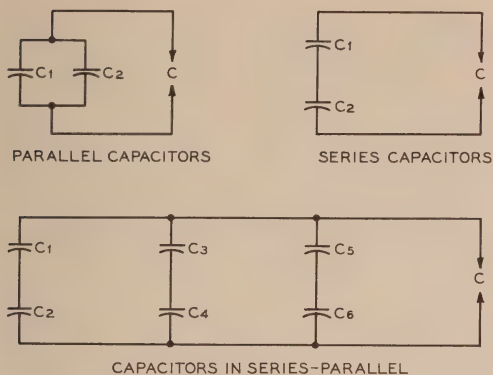 C1 C2 C
PARALLEL CAPACITORS
C1
C
C2
SERIES CAPACITORS
C1 C3 C5
C
C2 C4 C6
CAPACITORS IN SERIES-PARALLEL